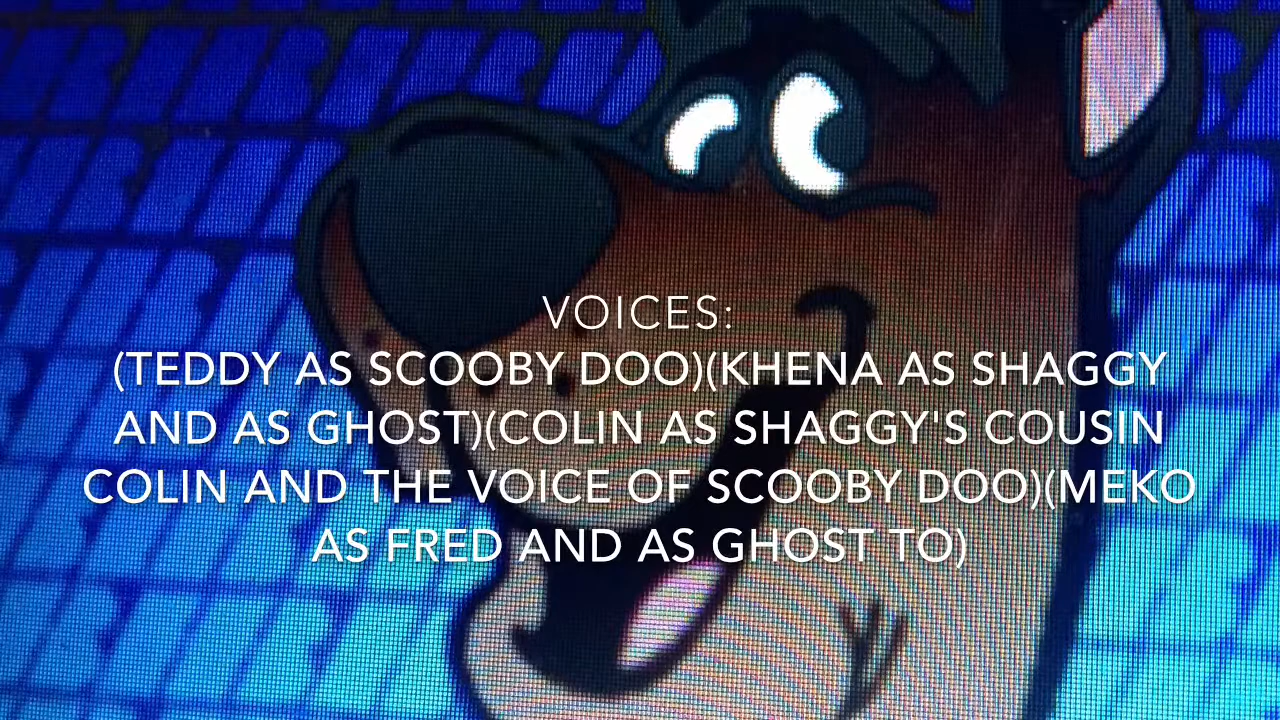 VOICES:
(TEDDY AS SCOOBY DOO)(KHENA AS SHAGGY
AND AS GHOST)(COLIN AS SHAGGY'S COUSIN
COLIN AND THE VOICE OF SCOOBY DOO)(MEKO
AS FRED AND AS GHOST TO)